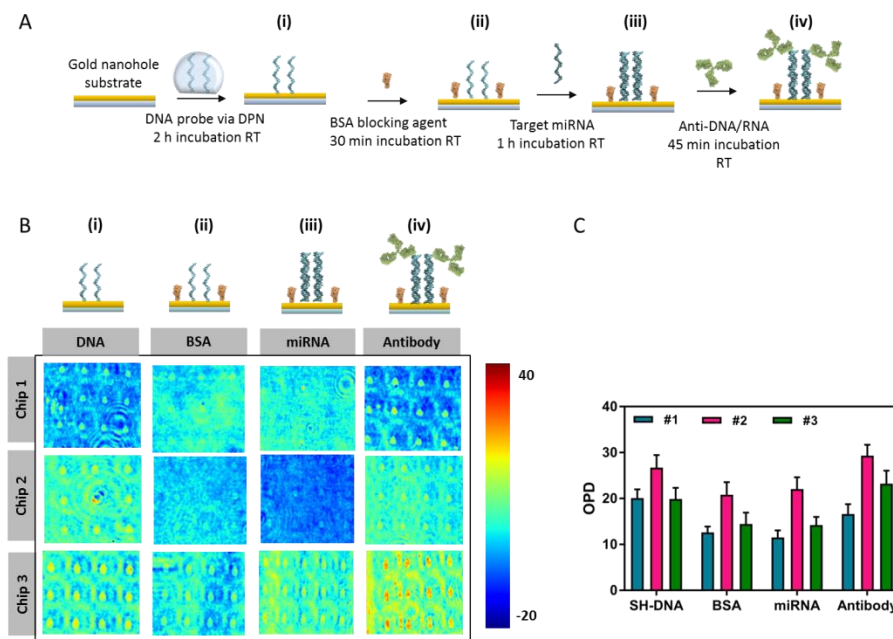 A
(i)
(ii)
(iii)
(iv)
Gold nanohole
substrate
DNA probe via DPN
2 h incubation RT
BSA blocking agent
30 min incubation RT
Target miRNA
1 h incubation RT
Anti-DNA/RNA
45 min incubation
RT
B
(i)
(ii)
(iii)
(iv)
DNA
BSA
miRNA
Antibody
Chip 1
Chip 2
Chip 3
40
-20
C
#1
#2
#3
OPD
40
30
20
10
0
SH-DNA
BSA
miRNA
Antibody